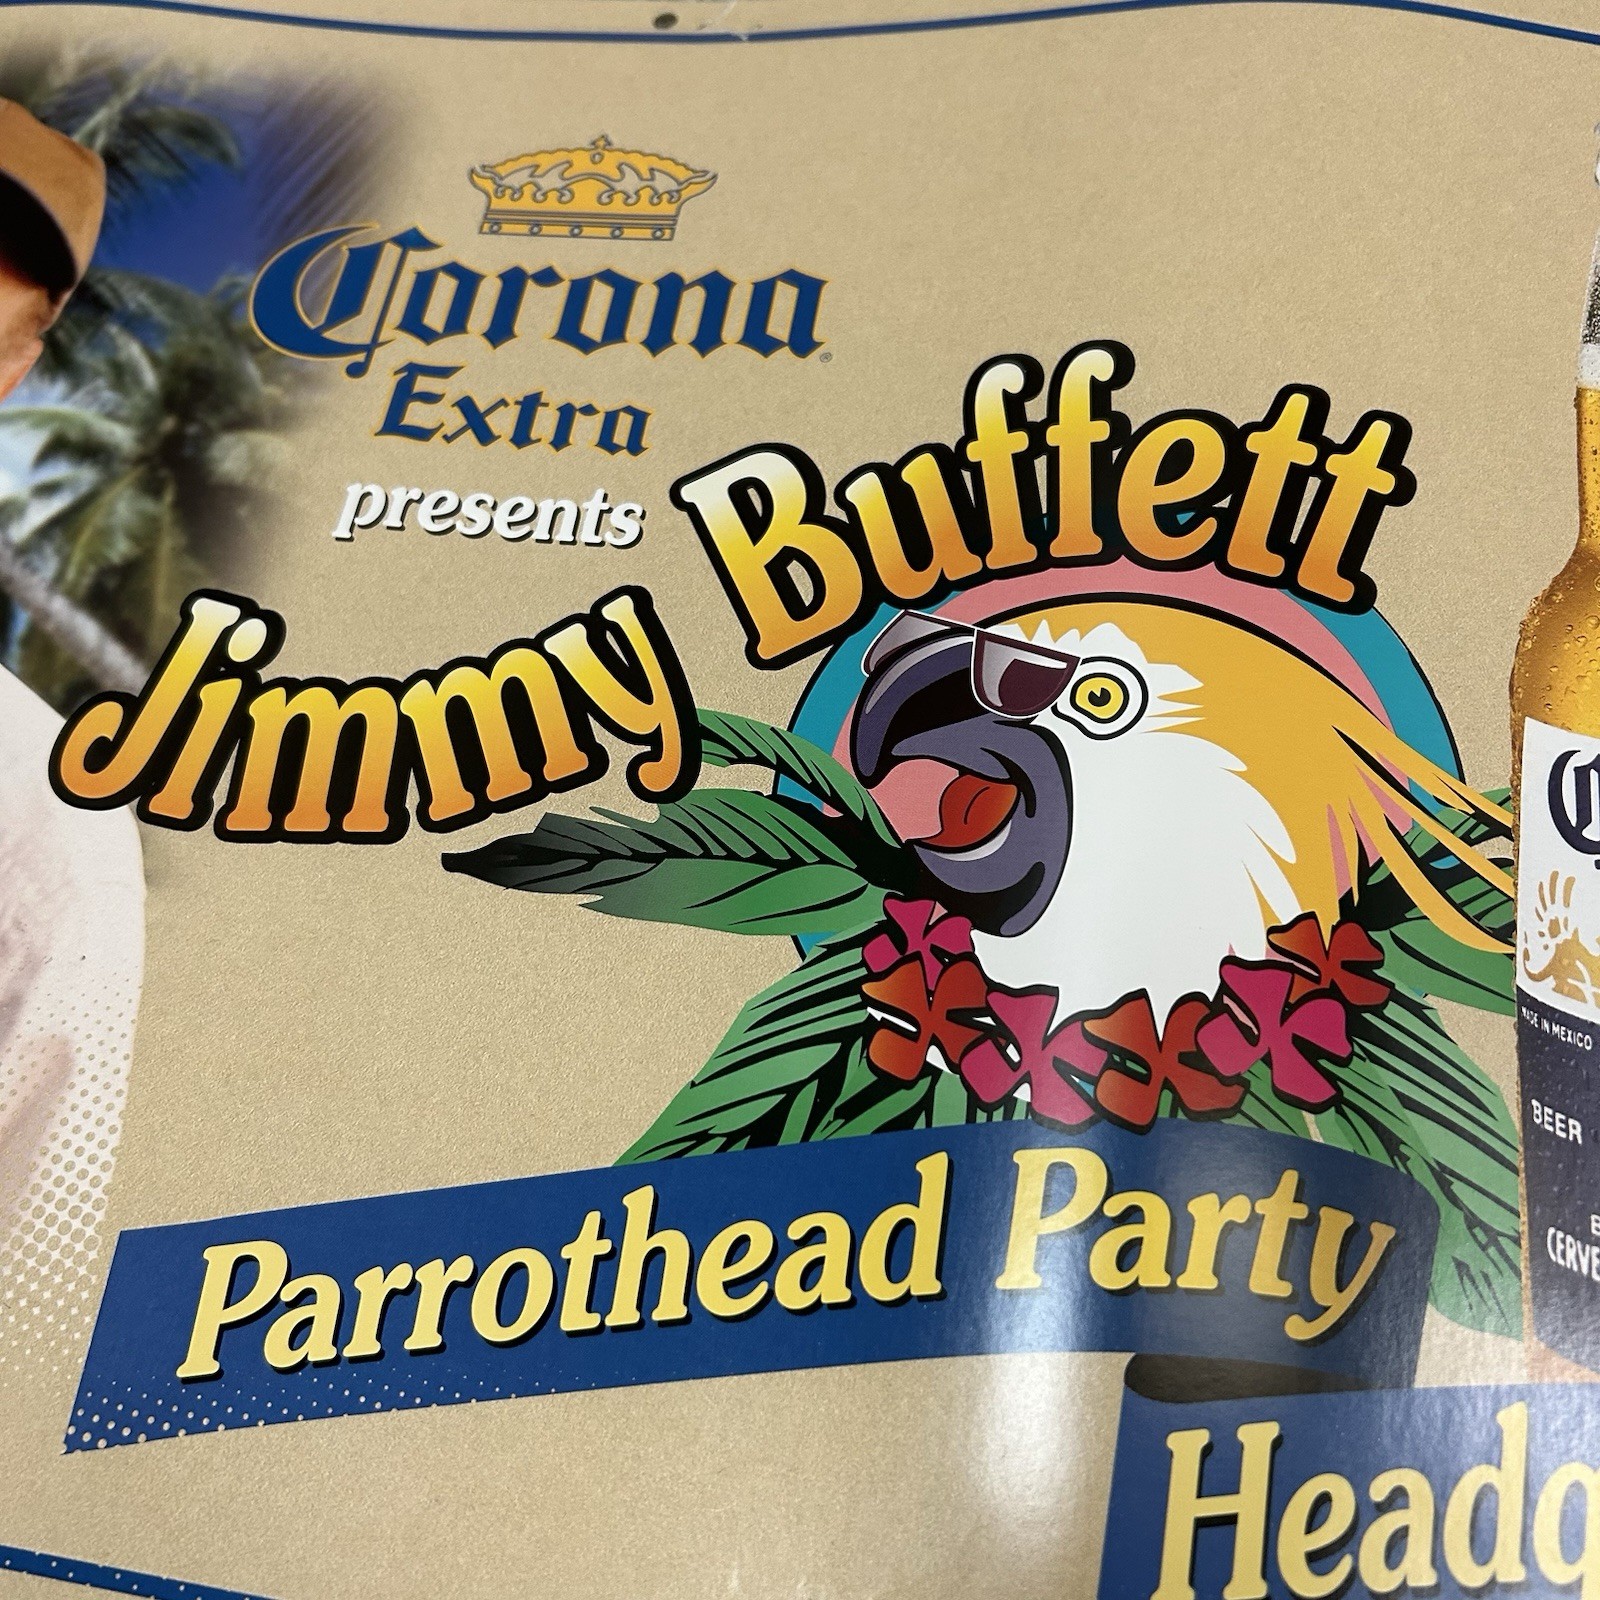 Corona
Extra
presents
Jimmy Buffett
Parrothead Party
MADE IN MEXICO
BEER